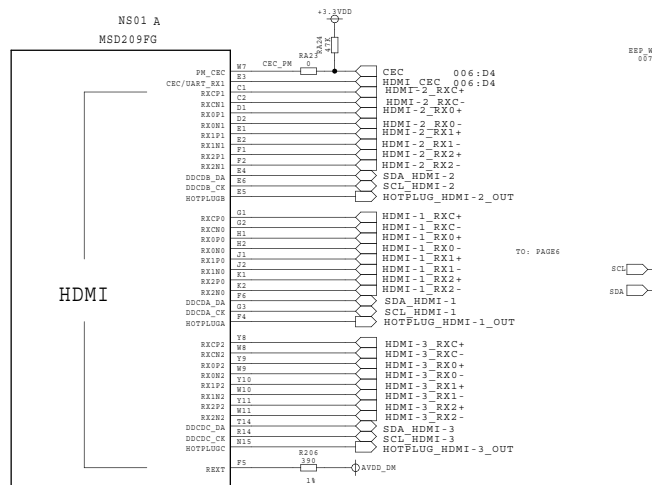 +3.3VDD
NS01 A
MSD209FG
RA24
47K
RA23
0
CEC_PM
EEP_W
007
PM_CEC W7 CEC 006:D4
CEC/UART_RX1 E3 HDMI_CEC 006:D4
RXCP1 C1 HDMI-2_RXC+
RXCN1 C2 HDMI-2_RXC-
RX0P1 D1 HDMI-2_RX0+
RX0N1 D2 HDMI-2_RX0-
RX1P1 E1 HDMI-2_RX1+
RX1N1 E2 HDMI-2_RX1-
RX2P1 F1 HDMI-2_RX2+
RX2N1 F2 HDMI-2_RX2-
DDCDB_DA E4 SDA_HDMI-2
DDCDB_CK E6 SCL_HDMI-2
HOTPLUGB E5 HOTPLUG_HDMI-2_OUT
RXCP0 G1 HDMI-1_RXC+
RXCN0 G2 HDMI-1_RXC-
RX0P0 H1 HDMI-1_RX0+
RX0N0 H2 HDMI-1_RX0-
RX1P0 J1 HDMI-1_RX1+
RX1N0 J2 HDMI-1_RX1-
RX2P0 K1 HDMI-1_RX2+
RX2N0 K2 HDMI-1_RX2-
DDCDA_DA F6 SDA_HDMI-1
DDCDA_CK G3 SCL_HDMI-1
HOTPLUGA F4 HOTPLUG_HDMI-1_OUT
TO: PAGE6
SCL
SDA
HDMI
RXCP2 Y8 HDMI-3_RXC+
RXCN2 W8 HDMI-3_RXC-
RX0P2 Y9 HDMI-3_RX0+
RX0N2 W9 HDMI-3_RX0-
RX1P2 Y10 HDMI-3_RX1+
RX1N2 W10 HDMI-3_RX1-
RX2P2 Y11 HDMI-3_RX2+
RX2N2 W11 HDMI-3_RX2-
DDCDC_DA T14 SDA_HDMI-3
DDCDC_CK R14 SCL_HDMI-3
HOTPLUGC N15 HOTPLUG_HDMI-3_OUT
REXT F5
R206
390
1%
AVDD_DM